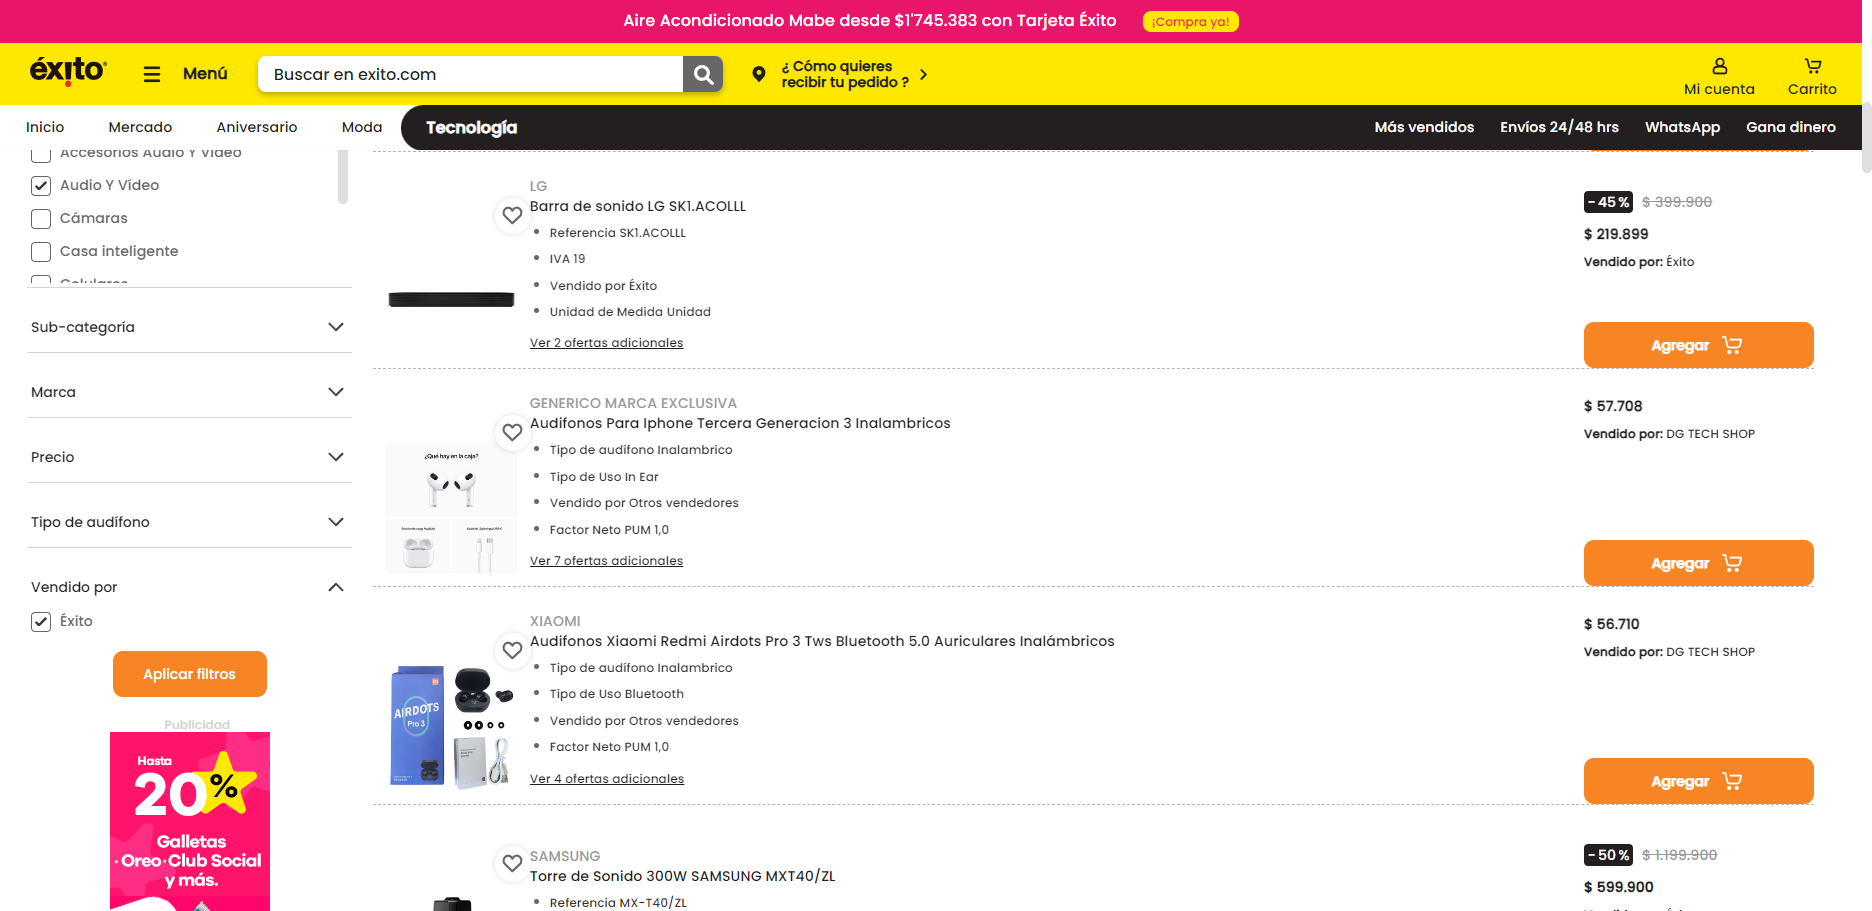 Aire Acondicionado Mabe desde $1'745.383 con Tarjeta Éxito
¡Compra ya!
éxito
Menú
Buscar en exito.com
¿ Cómo quieres
recibir tu pedido ?
Mi cuenta
Carrito
Inicio
Mercado
Aniversario
Moda
Tecnología
Más vendidos
Envíos 24/48 hrs
WhatsApp
Gana dinero
Accesorios Audio Y Video
Audio Y Vídeo
Cámaras
Casa inteligente
Celulares
Sub-categoría
Marca
Precio
Tipo de audífono
Vendido por
Éxito
Aplicar filtros
Publicidad
Hasta
20%
Galletas
·Oreo·Club Social
y más.
LG
Barra de sonido LG SK1.ACOLLL
Referencia SK1.ACOLLL
IVA 19
Vendido por Éxito
Unidad de Medida Unidad
Ver 2 ofertas adicionales
-45%
$ 399.900
$ 219.899
Vendido por: Éxito
Agregar
GENERICO MARCA EXCLUSIVA
Audifonos Para Iphone Tercera Generacion 3 Inalambricos
¿Qué hay en la caja?
Tipo de audífono Inalambrico
Tipo de Uso In Ear
Vendido por Otros vendedores
Factor Neto PUM 1,0
Ver 7 ofertas adicionales
$ 57.708
Vendido por: DG TECH SHOP
Agregar
XIAOMI
Audifonos Xiaomi Redmi Airdots Pro 3 Tws Bluetooth 5.0 Auriculares Inalámbricos
AIRDOTS
Pro 3
Tipo de audífono Inalambrico
Tipo de Uso Bluetooth
Vendido por Otros vendedores
Factor Neto PUM 1,0
Ver 4 ofertas adicionales
$ 56.710
Vendido por: DG TECH SHOP
Agregar
SAMSUNG
Torre de Sonido 300W SAMSUNG MXT40/ZL
Referencia MX-T40/ZL
-50%
$ 1.199.900
$ 599.900